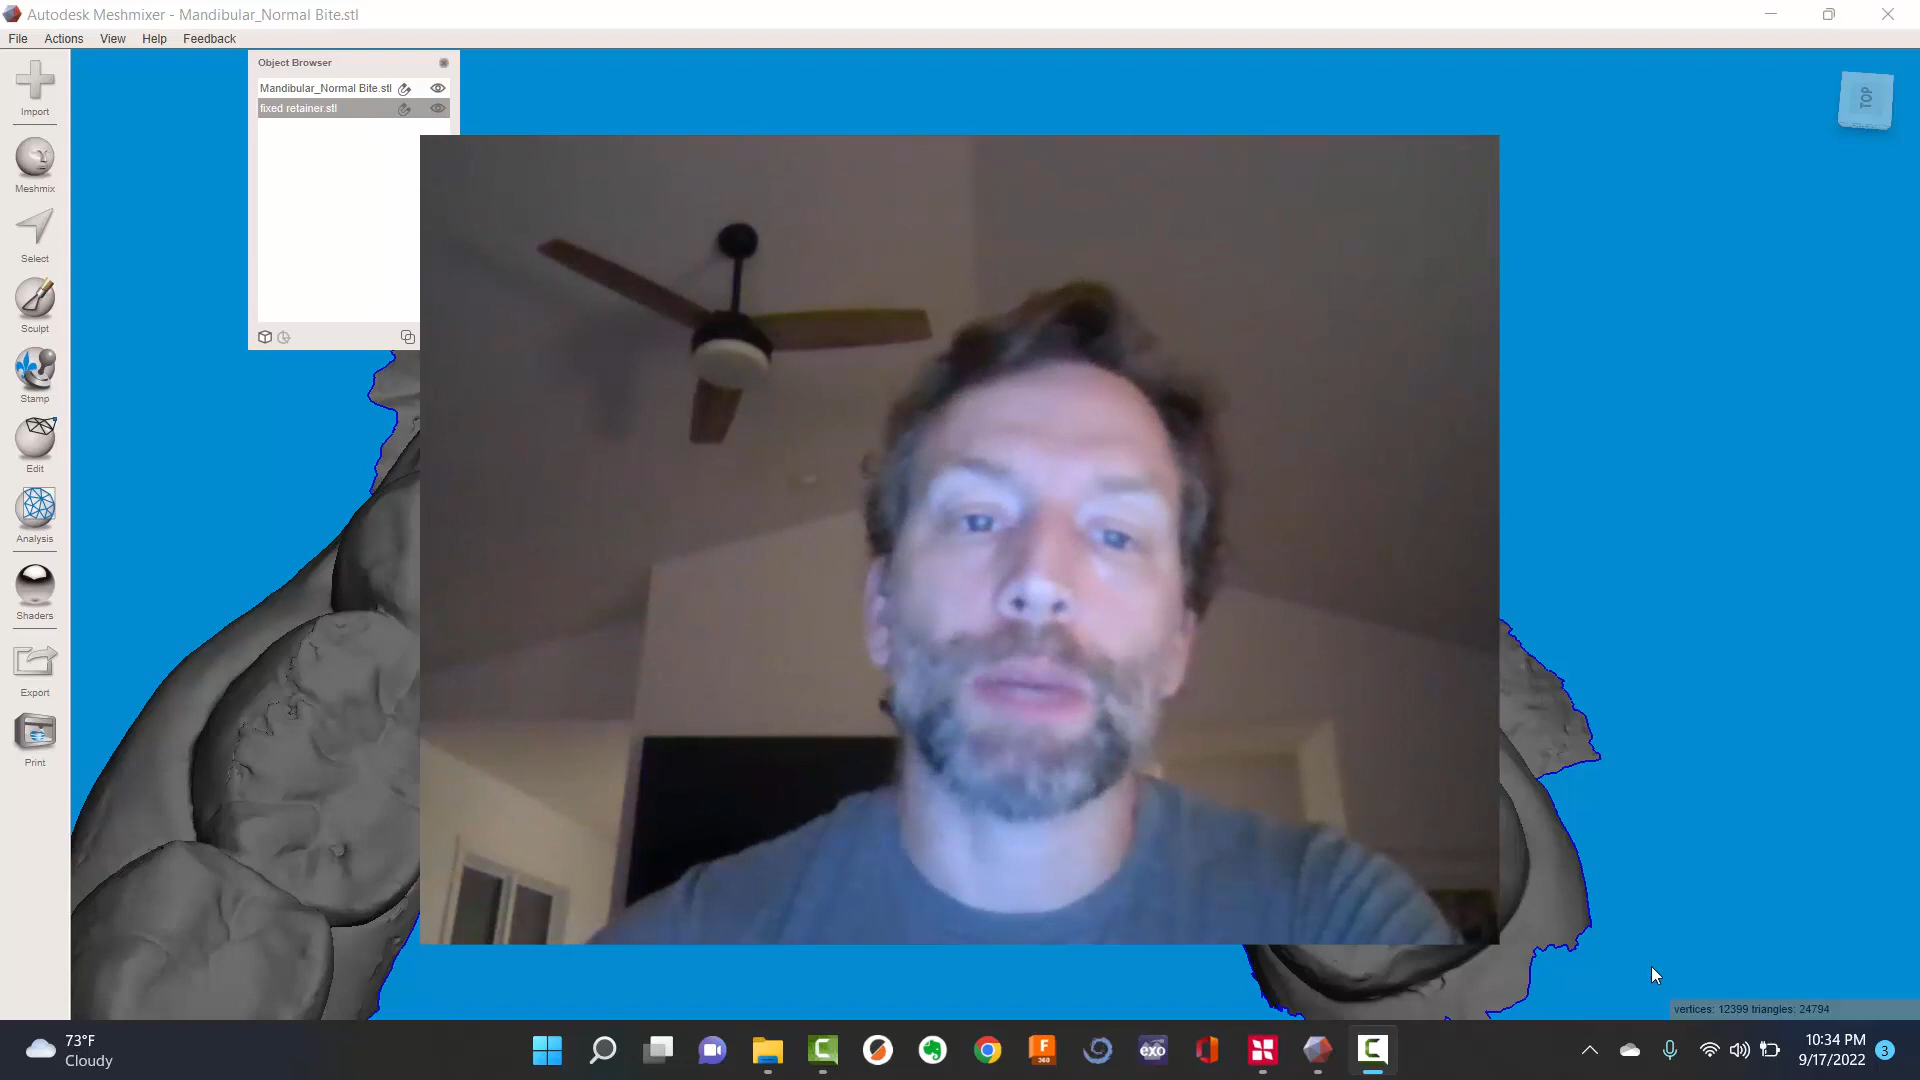 Autodesk Meshmixer - Mandibular_Normal Bite.stl
File Actions View Help Feedback
Object Browser
Mandibular_Normal Bite.stl
fixed retainer.stl
Import
Meshmix
Select
Sculpt
Stamp
Edit
Analysis
Shaders
Export
Print
TOP
vertices: 12399 triangles: 24794
73°F
Cloudy
F
360
exo
10:34 PM
9/17/2022
3